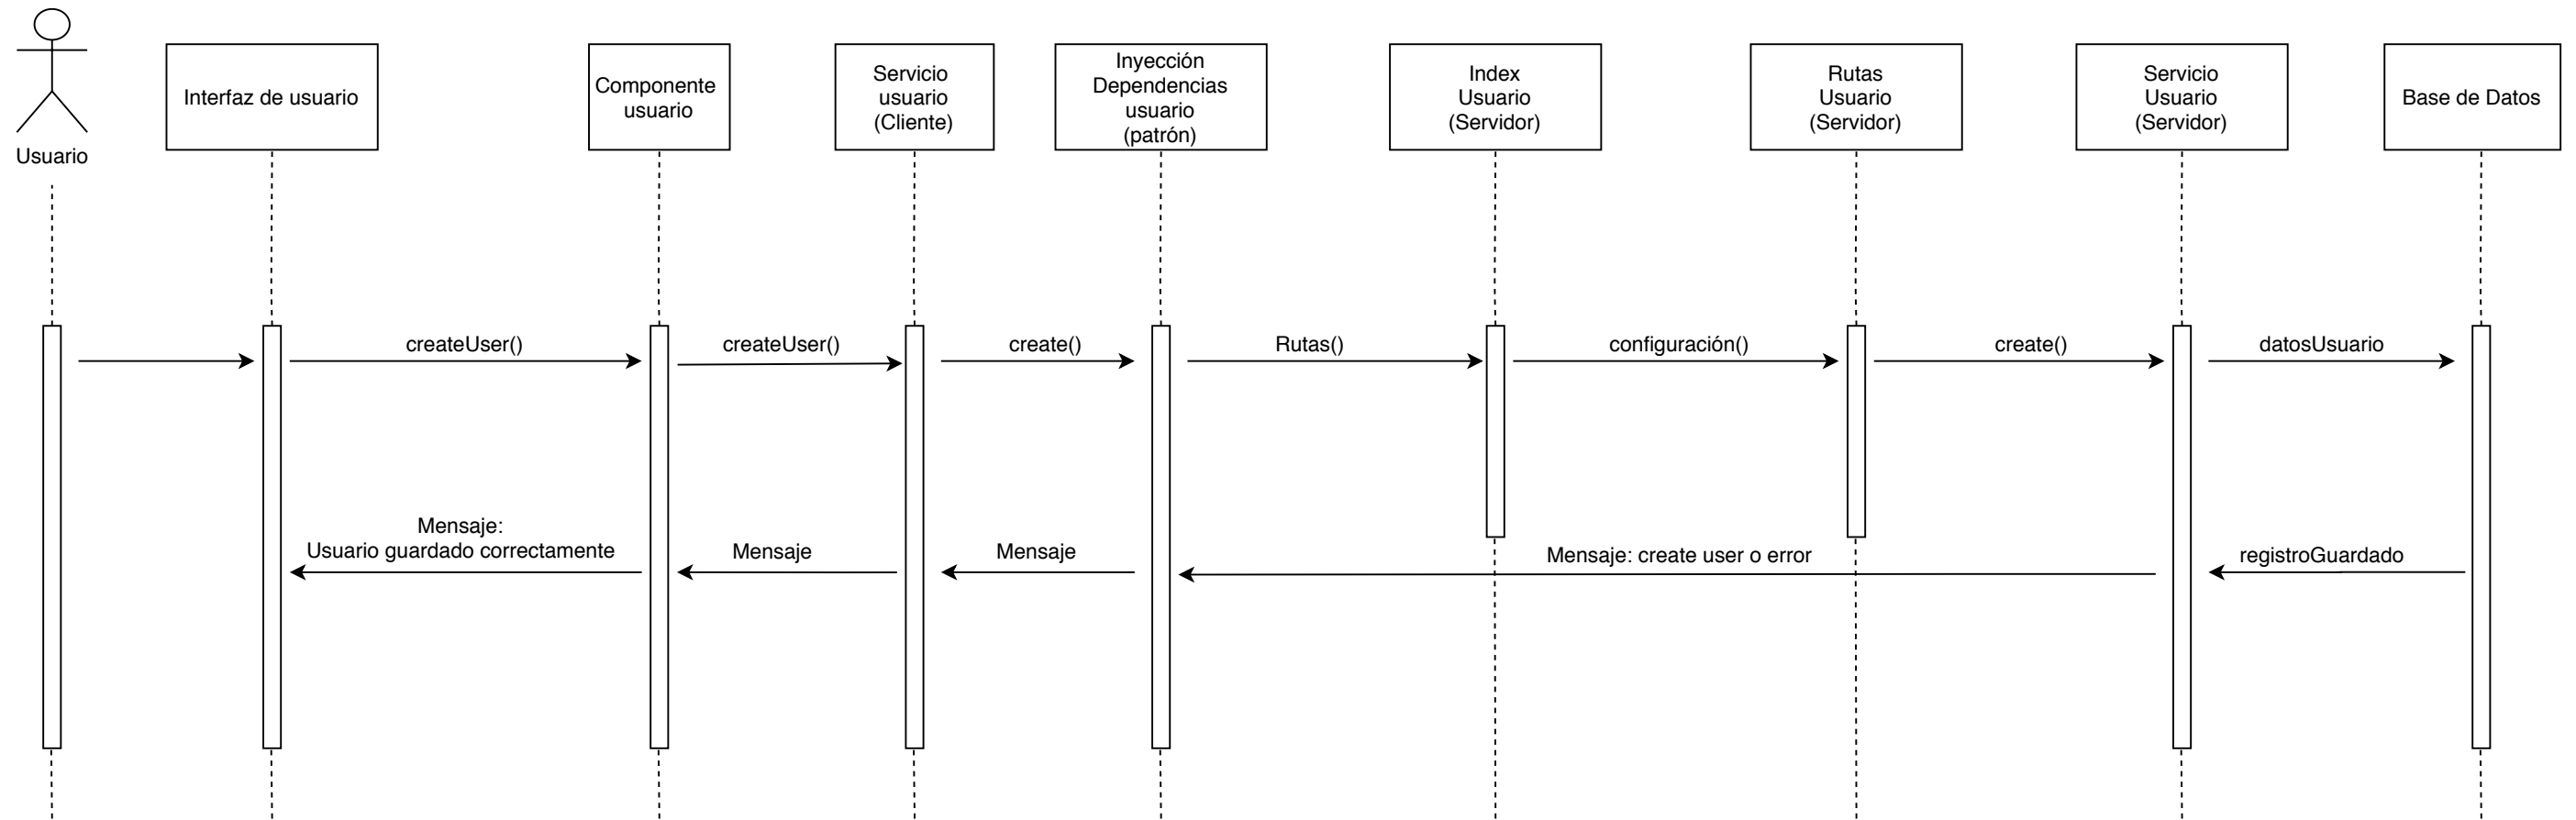 Usuario
Interfaz de usuario
Componente
usuario
Servicio
usuario
(Cliente)
Inyección
Dependencias
usuario
(patrón)
Index
Usuario
(Servidor)
Rutas
Usuario
(Servidor)
Servicio
Usuario
(Servidor)
Base de Datos
createUser()
createUser()
create()
Rutas()
configuración()
create()
datosUsuario
Mensaje:
Usuario guardado correctamente
Mensaje
Mensaje
Mensaje: create user o error
registroGuardado